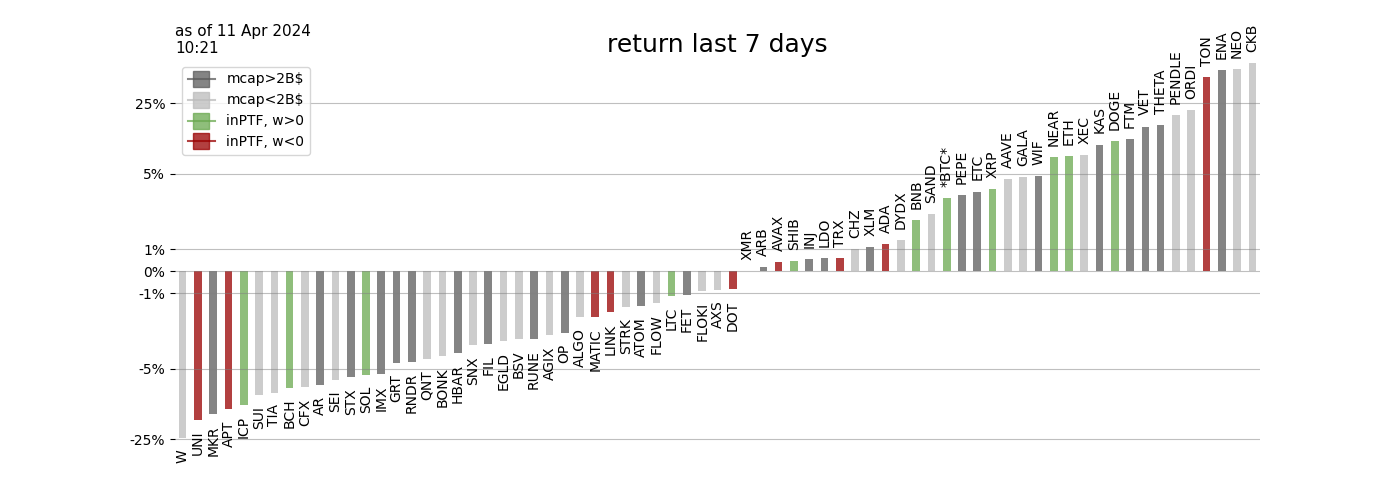 as of 11 Apr 2024
10:21
return last 7 days
mcap>2B$
mcap<2B$
inPTF, w>0
inPTF, w<0
25%
5%
1%
0%
-1%
-5%
-25%
W
UNI
MKR
APT
ICP
SUI
TIA
BCH
CFX
AR
SEI
STX
SOL
IMX
GRT
RNDR
QNT
BONK
HBAR
SNX
FIL
EGLD
BSV
RUNE
AGIX
OP
ALGO
MATIC
LINK
STRK
ATOM
FLOW
LTC
FET
FLOKI
AXS
DOT
XMR
ARB
AVAX
SHIB
INJ
LDO
TRX
CHZ
XLM
ADA
DYDX
BNB
SAND
*BTC*
PEPE
ETC
XRP
AAVE
GALA
WIF
NEAR
ETH
XEC
KAS
DOGE
FTM
VET
THETA
PENDLE
ORDI
TON
ENA
NEO
CKB